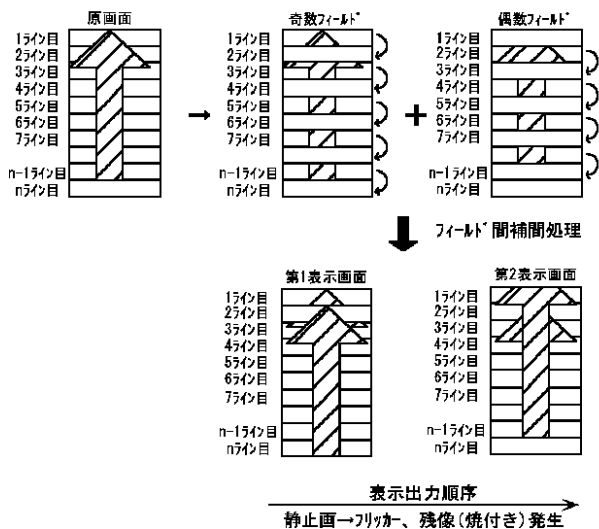 原画面
1ライン目
2ライン目
3ライン目
4ライン目
5ライン目
6ライン目
7ライン目
n-1ライン目
nライン目
→
奇数フィールド
1ライン目
2ライン目
3ライン目
4ライン目
5ライン目
6ライン目
7ライン目
n-1ライン目
nライン目
+
偶数フィールド
1ライン目
2ライン目
3ライン目
4ライン目
5ライン目
6ライン目
7ライン目
n-1ライン目
nライン目
フィールド間補間処理
第1表示画面
1ライン目
2ライン目
3ライン目
4ライン目
5ライン目
6ライン目
7ライン目
n-1ライン目
nライン目
第2表示画面
1ライン目
2ライン目
3ライン目
4ライン目
5ライン目
6ライン目
7ライン目
n-1ライン目
nライン目
表示出力順序
静止画→フリッカー、残像(焼付き)発生